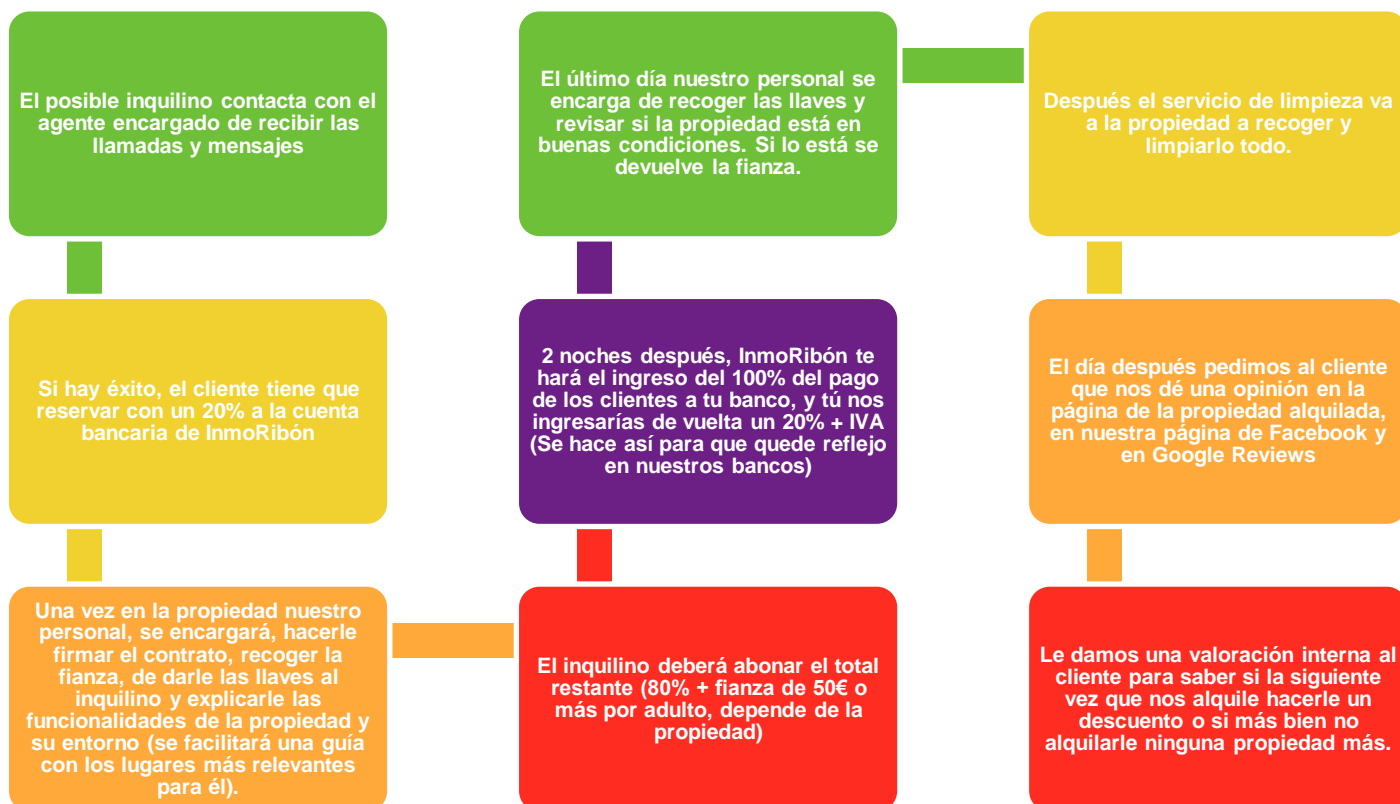 El posible inquilino contacta con el
agente encargado de recibir las
llamadas y mensajes
Si hay éxito, el cliente tiene que
reservar con un 20% a la cuenta
bancaria de InmoRibón
Una vez en la propiedad nuestro
personal, se encargará, hacerle
firmar el contrato, recoger la
fianza, de darle las llaves al
inquilino y explicarle las
funcionalidades de la propiedad y
su entorno (se facilitará una guía
con los lugares más relevantes
para él).
El inquilino deberá abonar el total
restante (80% + fianza de 50€ o
más por adulto, depende de la
propiedad)
2 noches después, InmoRibón te
hará el ingreso del 100% del pago
de los clientes a tu banco, y tú nos
ingresarías de vuelta un 20% + IVA
(Se hace así para que quede reflejo
en nuestros bancos)
El último día nuestro personal se
encarga de recoger las llaves y
revisar si la propiedad está en
buenas condiciones. Si lo está se
devuelve la fianza.
Después el servicio de limpieza va
a la propiedad a recoger y
limpiarlo todo.
El día después pedimos al cliente
que nos dé una opinión en la
página de la propiedad alquilada,
en nuestra página de Facebook y
en Google Reviews
Le damos una valoración interna al
cliente para saber si la siguiente
vez que nos alquile hacerle un
descuento o si más bien no
alquilarle ninguna propiedad más.